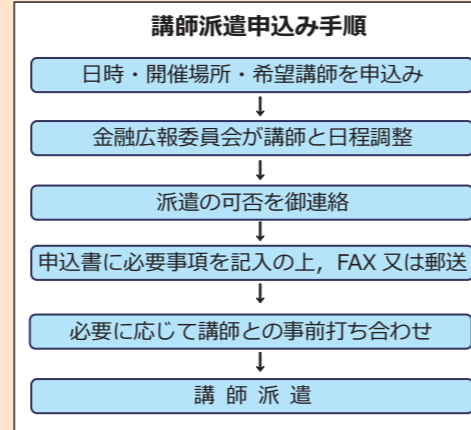 講師派遣申込み手順
日時・開催場所・希望講師を申込み
↓
金融広報委員会が講師と日程調整
↓
派遣の可否を御連絡
↓
申込書に必要事項を記入の上，FAX 又は郵送
↓
必要に応じて講師との事前打ち合わせ
↓
講 師 派 遣